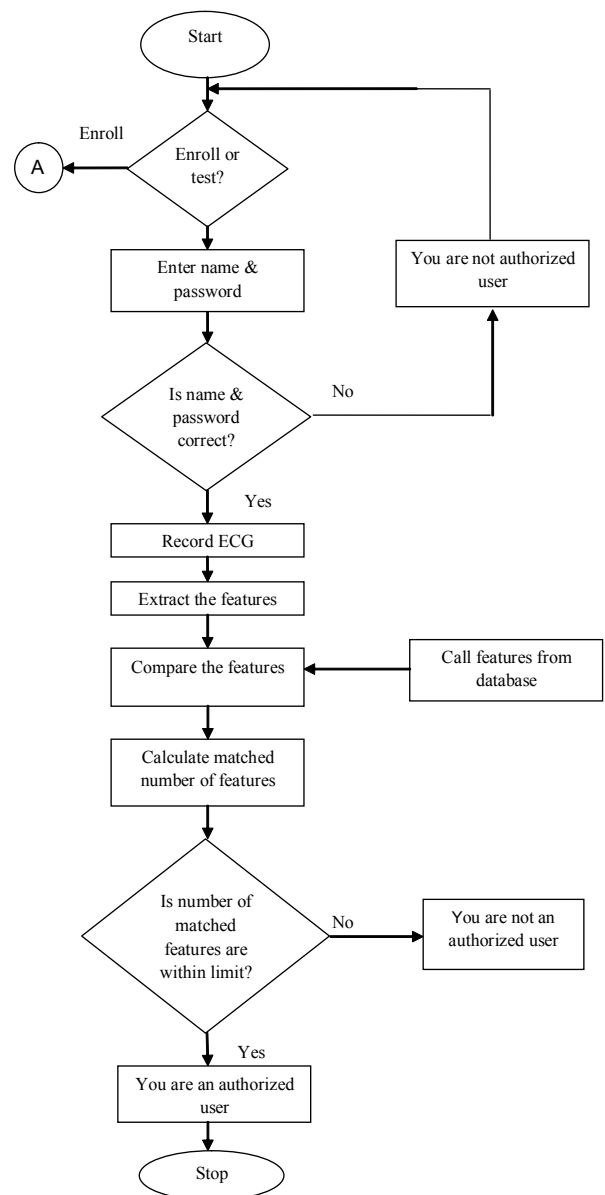 Start
Enroll
A
Enroll or
test?
Enter name &
password
You are not authorized
user
Is name &
password
correct?
No
Yes
Record ECG
Extract the features
Compare the features
Call features from
database
Calculate matched
number of features
Is number of
matched
features are
within limit?
No
You are not an
authorized user
Yes
You are an authorized
user
Stop